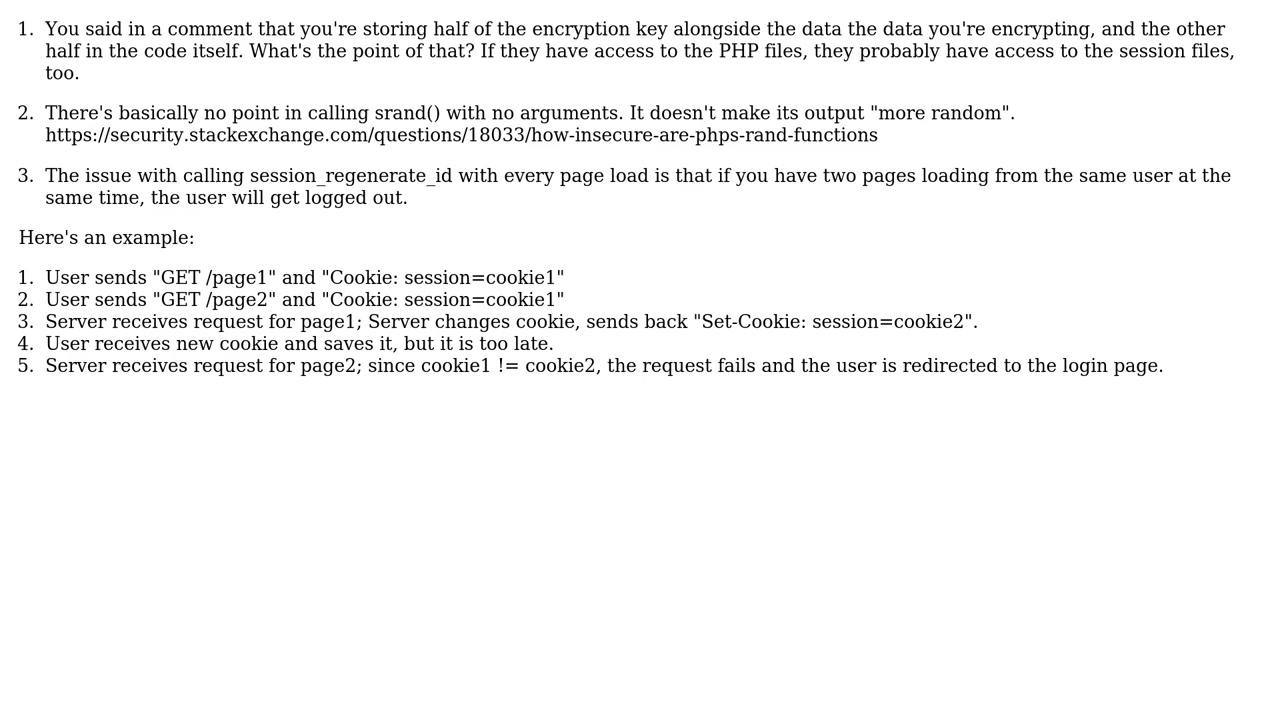 1. You said in a comment that you're storing half of the encryption key alongside the data the data you're encrypting, and the other
half in the code itself. What's the point of that? If they have access to the PHP files, they probably have access to the session files,
too.
2. There's basically no point in calling srand() with no arguments. It doesn't make its output "more random".
https://security.stackexchange.com/questions/18033/how-insecure-are-phps-rand-functions
3. The issue with calling session_regenerate_id with every page load is that if you have two pages loading from the same user at the
same time, the user will get logged out.
Here's an example:
1. User sends "GET /page1" and "Cookie: session=cookie1"
2. User sends "GET /page2" and "Cookie: session=cookie1"
3. Server receives request for page1; Server changes cookie, sends back "Set-Cookie: session=cookie2".
4. User receives new cookie and saves it, but it is too late.
5. Server receives request for page2; since cookie1 != cookie2, the request fails and the user is redirected to the login page.